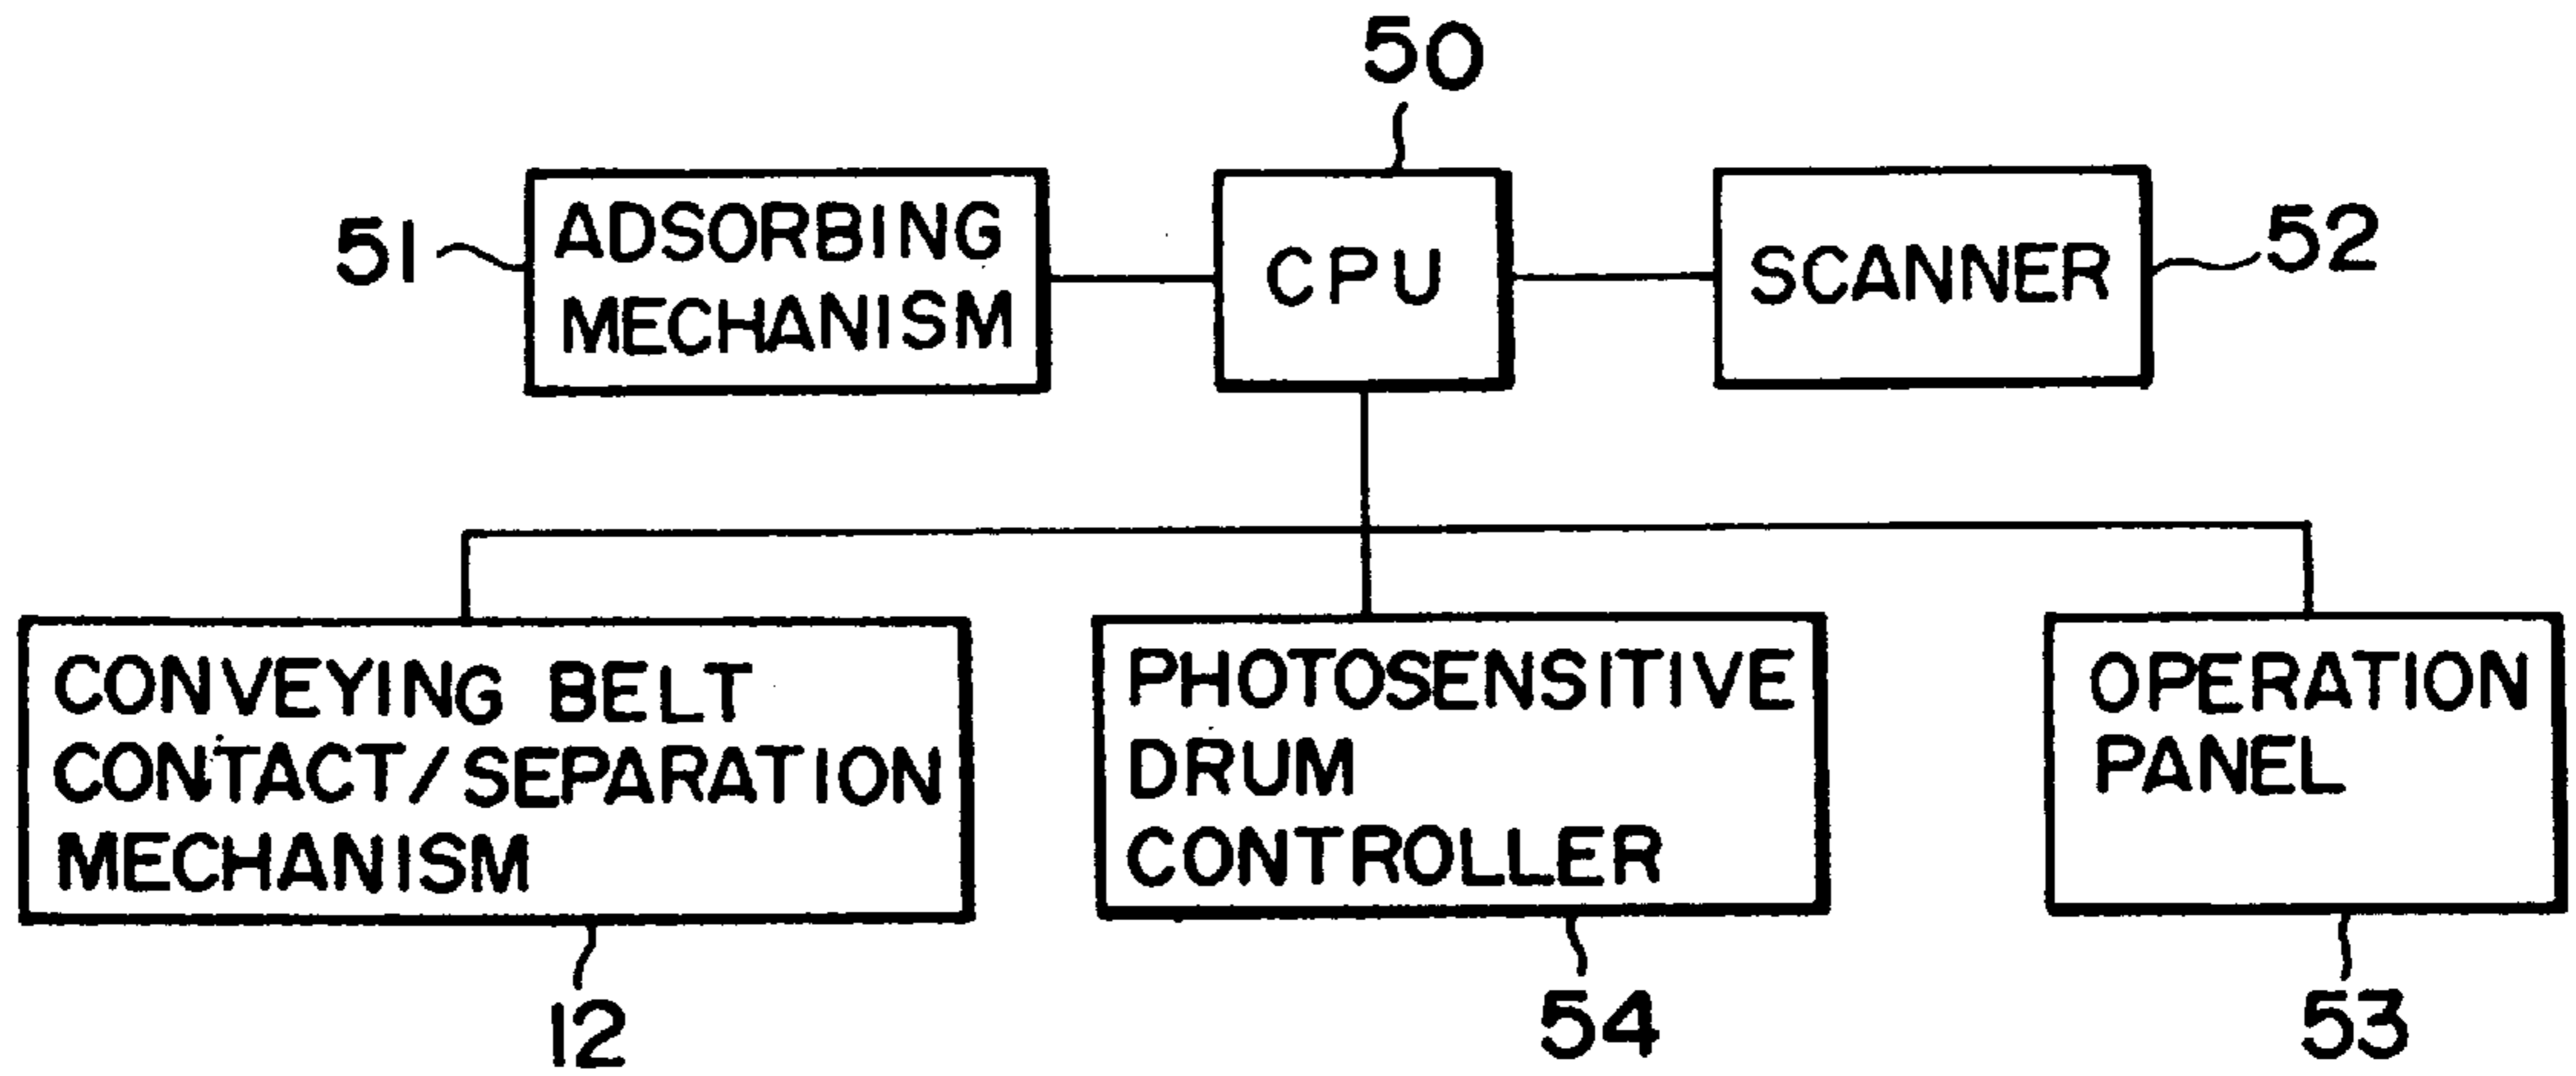 50
51
ADSORBING
MECHANISM
CPU
SCANNER
52
CONVEYING BELT
CONTACT/SEPARATION
MECHANISM
PHOTOSENSITIVE
DRUM
CONTROLLER
OPERATION
PANEL
12
54
53